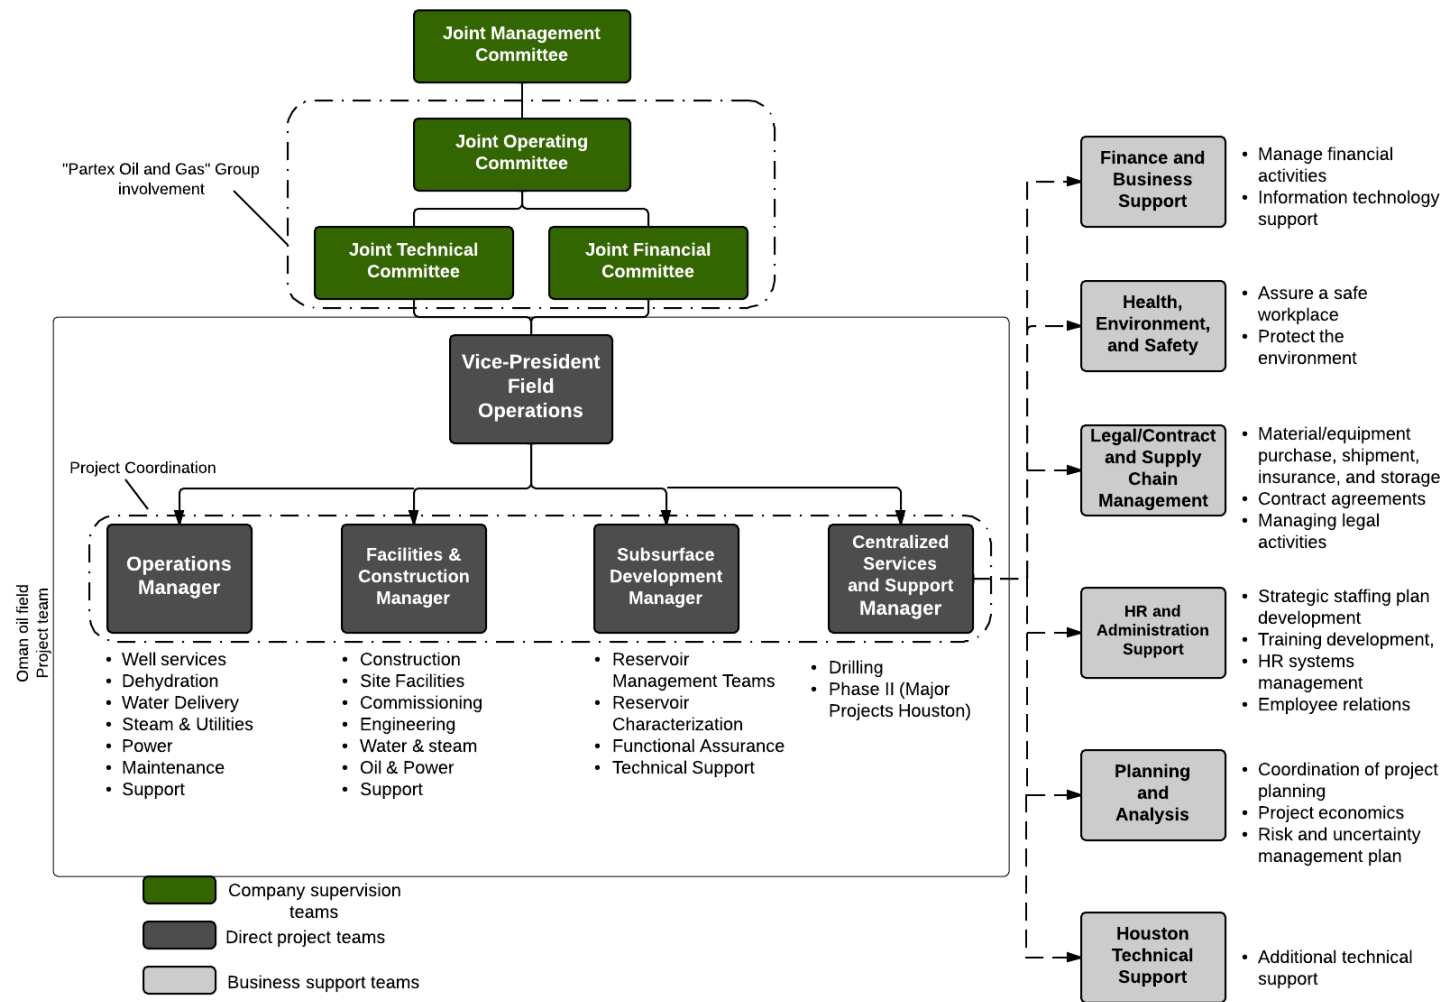 Joint Management
Committee
Joint Operating
Committee
"Partex Oil and Gas" Group
involvement
Joint Technical
Committee
Joint Financial
Committee
Vice-President
Field
Operations
Project Coordination
Operations
Manager
Facilities &
Construction
Manager
Subsurface
Development
Manager
Centralized
Services
and Support
Manager
Oman oil field
Project team
• Well services
• Dehydration
• Water Delivery
• Steam & Utilities
• Power
• Maintenance
• Support
• Construction
• Site Facilities
• Commissioning
• Engineering
• Water & steam
• Oil & Power
• Support
• Reservoir
Management Teams
• Reservoir
Characterization
• Functional Assurance
• Technical Support
• Drilling
• Phase II (Major
Projects Houston)
Finance and
Business
Support
• Manage financial
activities
• Information technology
support
Health,
Environment,
and Safety
• Assure a safe
workplace
• Protect the
environment
Legal/Contract
and Supply
Chain
Management
• Material/equipment
purchase, shipment,
insurance, and storage
• Contract agreements
• Managing legal
activities
HR and
Administration
Support
• Strategic staffing plan
development
• Training development,
• HR systems
management
• Employee relations
Planning
and
Analysis
• Coordination of project
planning
• Project economics
• Risk and uncertainty
management plan
Houston
Technical
Support
• Additional technical
support
Company supervision
teams
Direct project teams
Business support teams